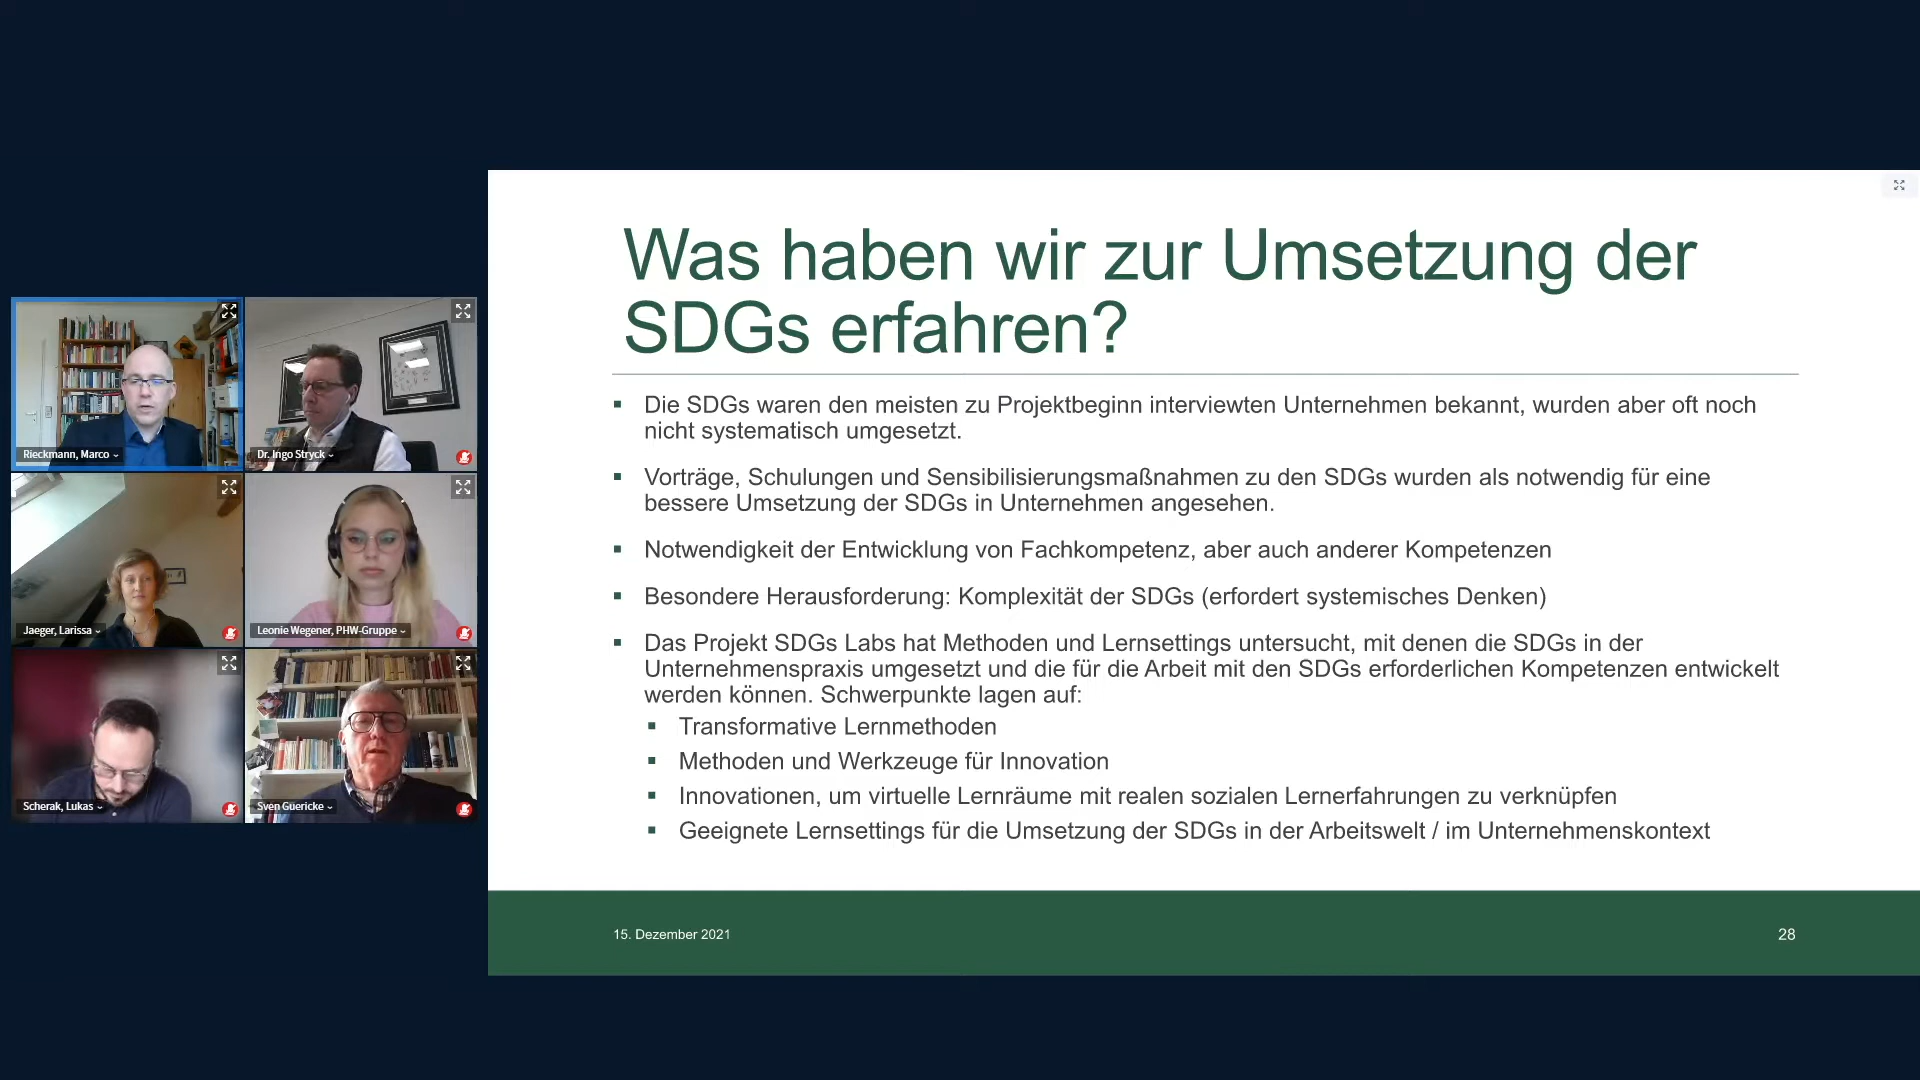 Rieckmann, Marco
Dr. Ingo Stryck
Jaeger, Larissa
Leonie Wegener, PHW-Gruppe
Scherak, Lukas
Sven Guericke
Was haben wir zur Umsetzung der
SDGs erfahren?
Die SDGs waren den meisten zu Projektbeginn interviewten Unternehmen bekannt, wurden aber oft noch
nicht systematisch umgesetzt.
Vorträge, Schulungen und Sensibilisierungsmaßnahmen zu den SDGs wurden als notwendig für eine
bessere Umsetzung der SDGs in Unternehmen angesehen.
Notwendigkeit der Entwicklung von Fachkompetenz, aber auch anderer Kompetenzen
Besondere Herausforderung: Komplexität der SDGs (erfordert systemisches Denken)
Das Projekt SDGs Labs hat Methoden und Lernsettings untersucht, mit denen die SDGs in der
Unternehmenspraxis umgesetzt und die für die Arbeit mit den SDGs erforderlichen Kompetenzen entwickelt
werden können. Schwerpunkte lagen auf:
Transformative Lernmethoden
Methoden und Werkzeuge für Innovation
Innovationen, um virtuelle Lernräume mit realen sozialen Lernerfahrungen zu verknüpfen
Geeignete Lernsettings für die Umsetzung der SDGs in der Arbeitswelt / im Unternehmenskontext
15. Dezember 2021
28